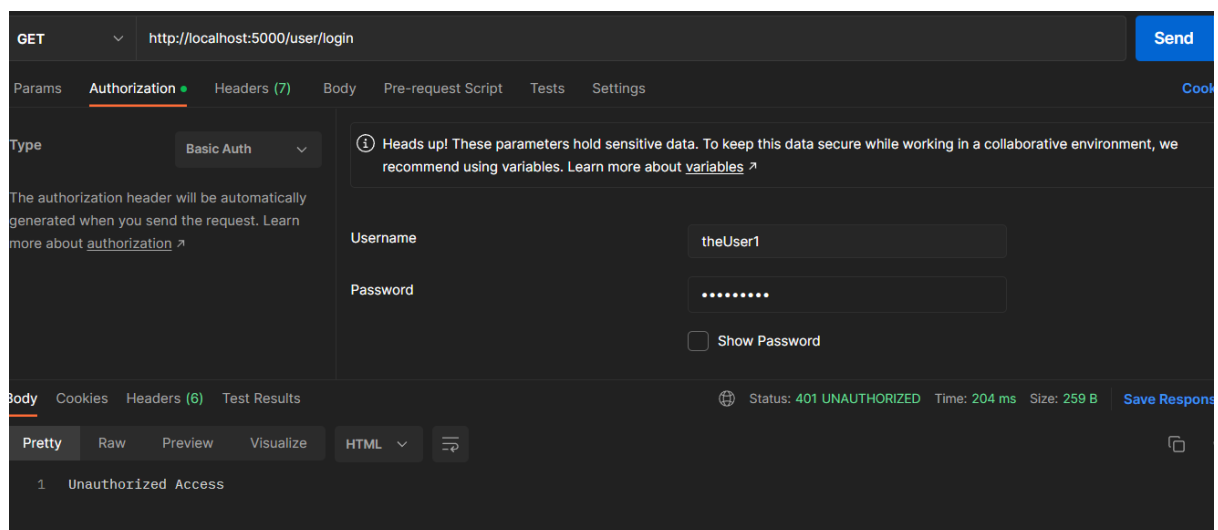 GET http://localhost:5000/user/login Send
Params Authorization Headers (7) Body Pre-request Script Tests Settings Cook
Type Basic Auth
The authorization header will be automatically
generated when you send the request. Learn
more about authorization ↗
Heads up! These parameters hold sensitive data. To keep this data secure while working in a collaborative environment, we
recommend using variables. Learn more about variables ↗
Username theUser1
Password •••••••••
Show Password
Body Cookies Headers (6) Test Results Status: 401 UNAUTHORIZED Time: 204 ms Size: 259 B Save Respons
Pretty Raw Preview Visualize HTML
1 Unauthorized Access